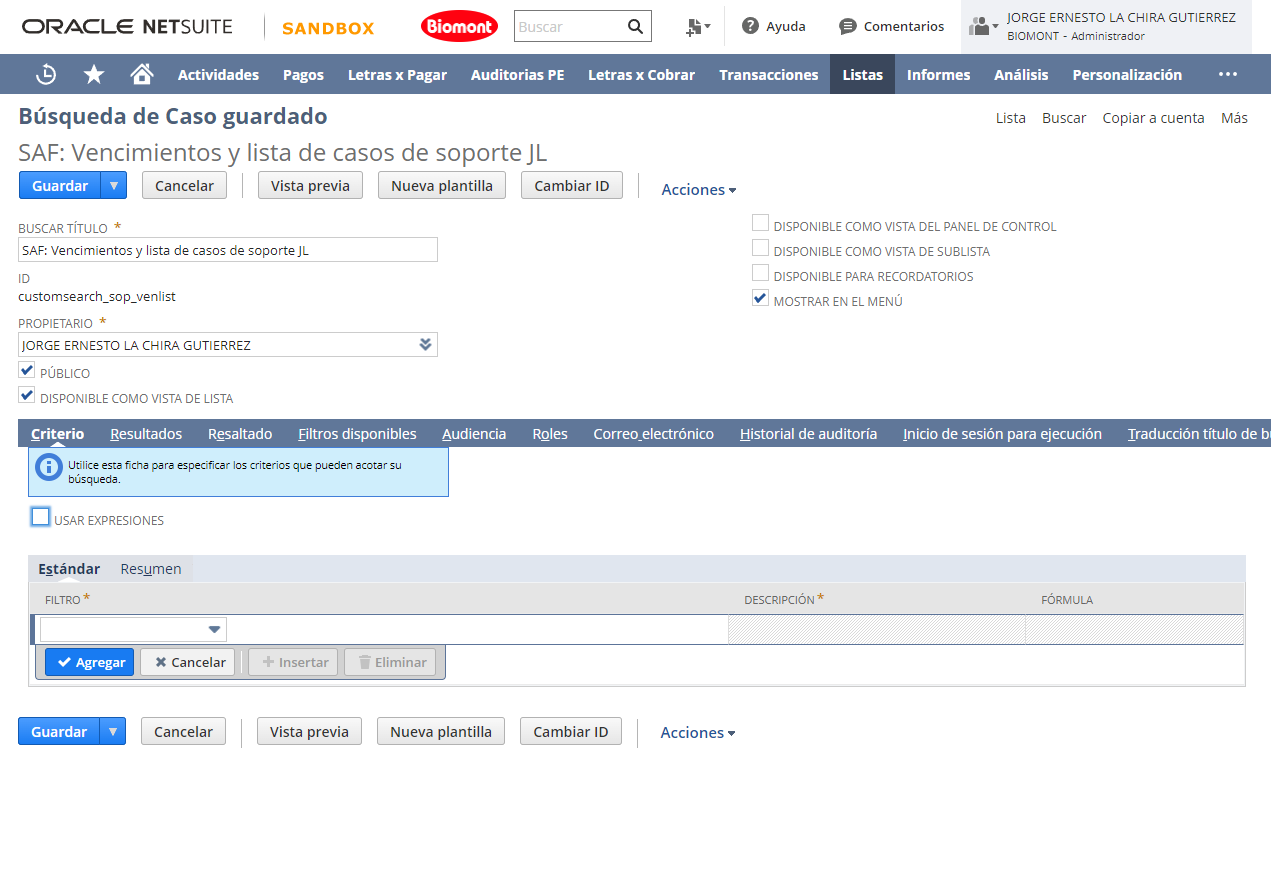 ORACLE NETSUITE SANDBOX Biomont Buscar Ayuda Comentarios JORGE ERNESTO LA CHIRA GUTIERREZ
BIOMONT - Administrador
Actividades Pagos Letras x Pagar Auditorias PE Letras x Cobrar Transacciones Listas Informes Análisis Personalización
Búsqueda de Caso guardado
Lista Buscar Copiar a cuenta Más
SAF: Vencimientos y lista de casos de soporte JL
Guardar Cancelar Vista previa Nueva plantilla Cambiar ID Acciones
BUSCAR TÍTULO *
SAF: Vencimientos y lista de casos de soporte JL
ID
customsearch_sop_venlist
PROPIETARIO *
JORGE ERNESTO LA CHIRA GUTIERREZ
PÚBLICO
DISPONIBLE COMO VISTA DE LISTA
DISPONIBLE COMO VISTA DEL PANEL DE CONTROL
DISPONIBLE COMO VISTA DE SUBLISTA
DISPONIBLE PARA RECORDATORIOS
MOSTRAR EN EL MENÚ
Criterio Resultados Resaltado Filtros disponibles Audiencia Roles Correo electrónico Historial de auditoría Inicio de sesión para ejecución Traducción título de b
Utilice esta ficha para especificar los criterios que pueden acotar su
búsqueda.
USAR EXPRESIONES
Estándar Resumen
FILTRO * DESCRIPCIÓN * FÓRMULA
Agregar Cancelar Insertar Eliminar
Guardar Cancelar Vista previa Nueva plantilla Cambiar ID Acciones